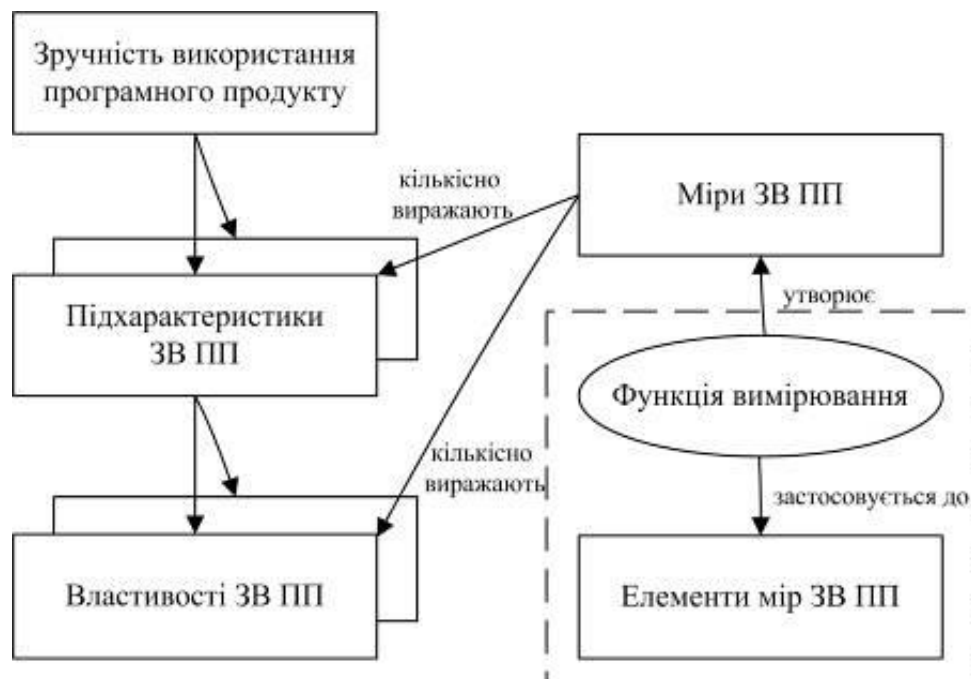 Зручність використання
програмного продукту
кількісно
виражають
Міри ЗВ ПП
утворює
Підхарактеристики
ЗВ ПП
Функція вимірювання
кількісно
виражають
застосовується до
Властивості ЗВ ПП
Елементи мір ЗВ ПП